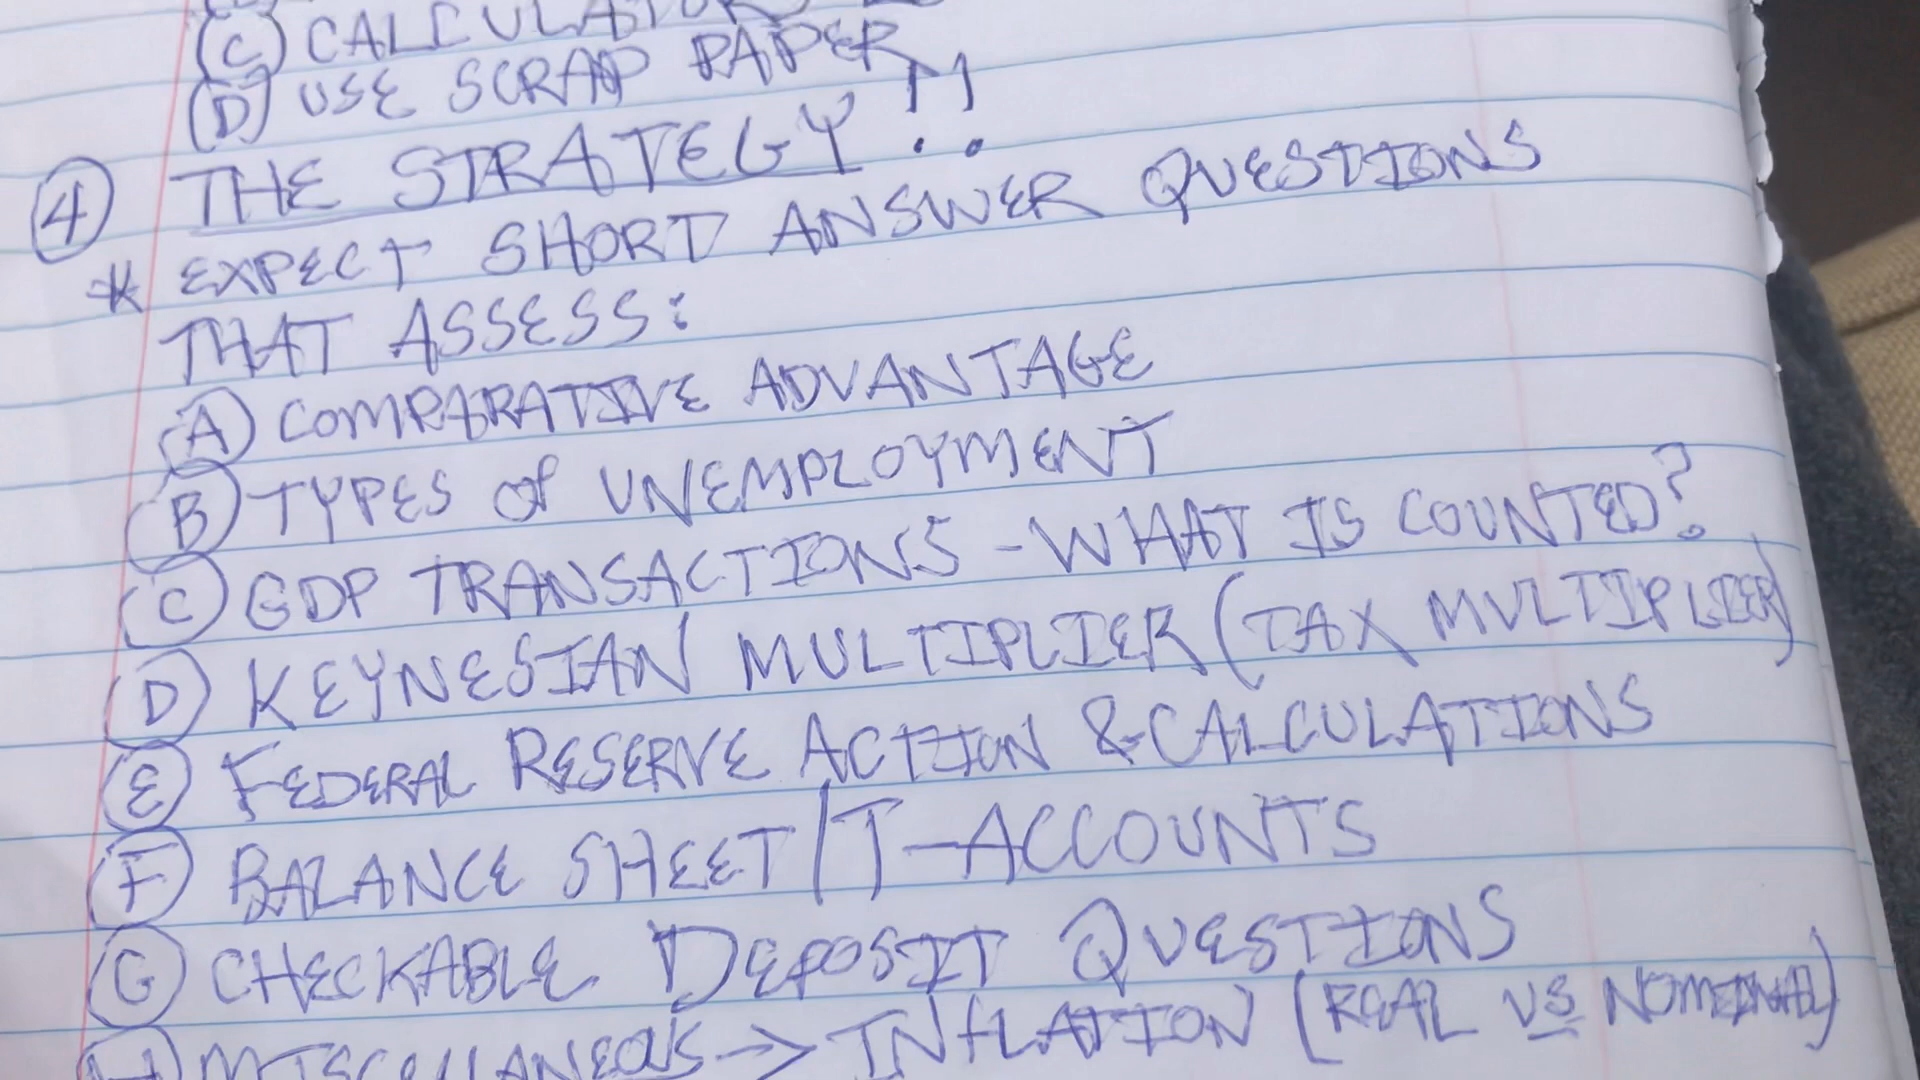 (C) CALCULATOR
(D) USE SCRAP PAPER
④ THE STRATEGY!!
* EXPECT SHORT ANSWER QUESTIONS
THAT ASSESS:
(A) COMPARATIVE ADVANTAGE
(B) TYPES OF UNEMPLOYMENT
(C) GDP TRANSACTIONS - WHAT IS COUNTED?
(D) KEYNESIAN MULTIPLIER (TAX MULTIPLIER)
(E) FEDERAL RESERVE ACTION & CALCULATIONS
(F) BALANCE SHEET/T-ACCOUNTS
(G) CHECKABLE DEPOSIT QUESTIONS
(H) MISCELLANEOUS → INFLATION (REAL VS NOMINAL)